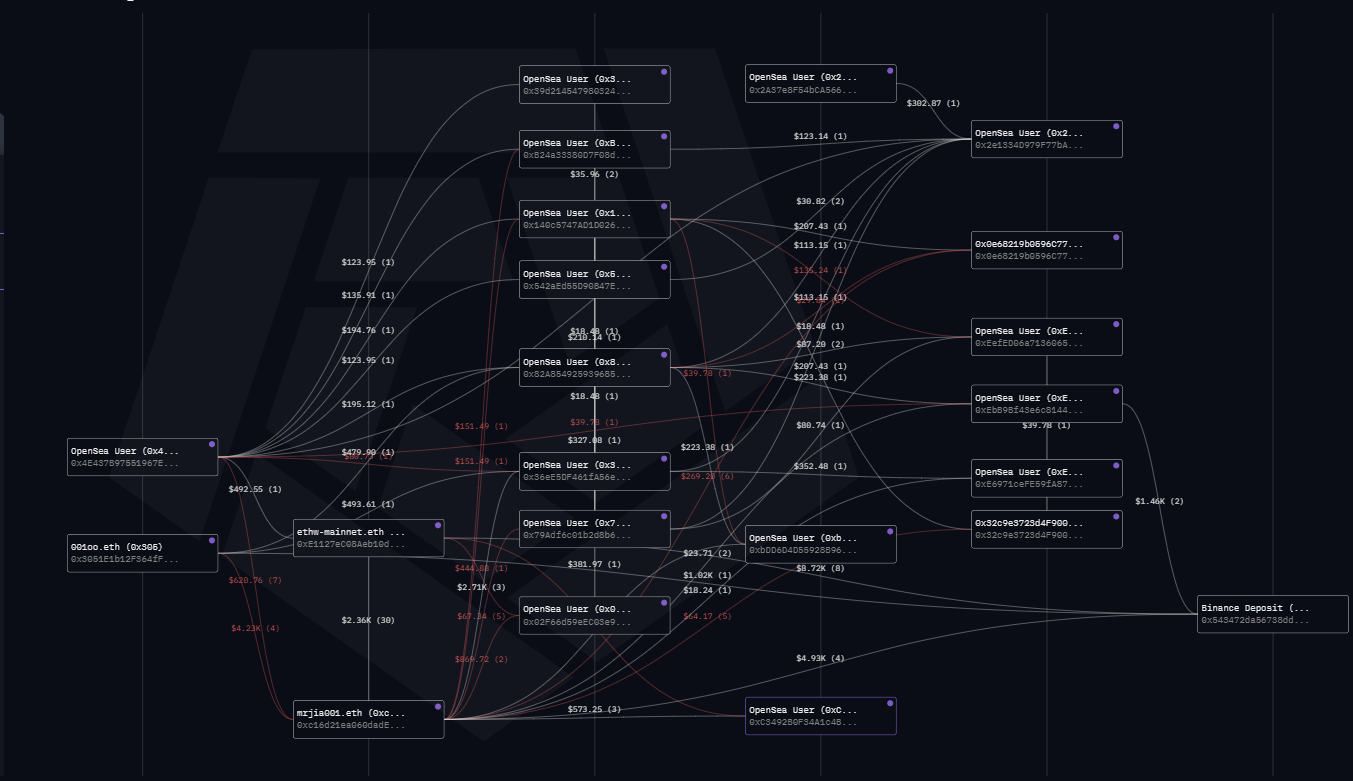 OpenSea User (0x3...
0x39d214547980324...
OpenSea User (0x2...
0x2A37e8F54bCA566...
$302.87 (1)
OpenSea User (0xB...
0xB24a33380D7F08d...
$123.14 (1)
OpenSea User (0x2...
0x2e1334D979F77bA...
$35.96 (2)
OpenSea User (0x1...
0x140c5747AD1D026...
$30.82 (2)
$207.43 (1)
$113.15 (1)
0x0e68219b0596C77...
0x0e68219b0596C77...
$123.95 (1)
OpenSea User (0x5...
0x542aEd55D90B47E...
$135.24 (1)
$135.91 (1)
$113.15 (1)
$194.76 (1)
$18.48 (1)
$210.14 (1)
$18.48 (1)
OpenSea User (0xE...
0xEefED06a7136065...
$87.20 (2)
$123.95 (1)
OpenSea User (0x8...
0x82A854925939685...
$39.78 (1)
$207.43 (1)
$223.38 (1)
$195.12 (1)
$18.48 (1)
OpenSea User (0xE...
0xEbB9Bf43e6c8144...
$151.49 (1)
$39.78 (1)
$80.74 (1)
$39.78 (1)
$327.08 (1)
OpenSea User (0x4...
0x4E437B97551967E...
$479.90 (1)
$223.38 (1)
$151.49 (1)
OpenSea User (0x3...
0x36eE5DF461fA56e...
$352.48 (1)
OpenSea User (0xE...
0xE6971ceFE59fA87...
$492.55 (1)
$269.20 (6)
$493.61 (1)
$1.46K (2)
ethw-mainnet.eth ...
0xE1127eC08Aeb10d...
OpenSea User (0x7...
0x79Adf6c01b2d8b6...
OpenSea User (0xb...
0xbDD6D4D55928B96...
0x32c9e3723d4F900...
0x32c9e3723d4F900...
001oo.eth (0x305)
0x3051E1b12F364fF...
$23.71 (2)
$444.88 (1)
$381.97 (1)
$8.72K (8)
$620.76 (7)
$2.71K (3)
$1.02K (1)
$18.24 (1)
$2.36K (30)
$67.34 (5)
OpenSea User (0x0...
0x02F66d59eEC03e9...
$64.17 (5)
Binance Deposit (...
0x543472da56738dd...
$4.23K (4)
$869.72 (2)
$4.93K (4)
mrjia001.eth (0xc...
0xc16d21ea060dadE...
$573.25 (3)
OpenSea User (0xC...
0xC3492B0F34A1c4B...